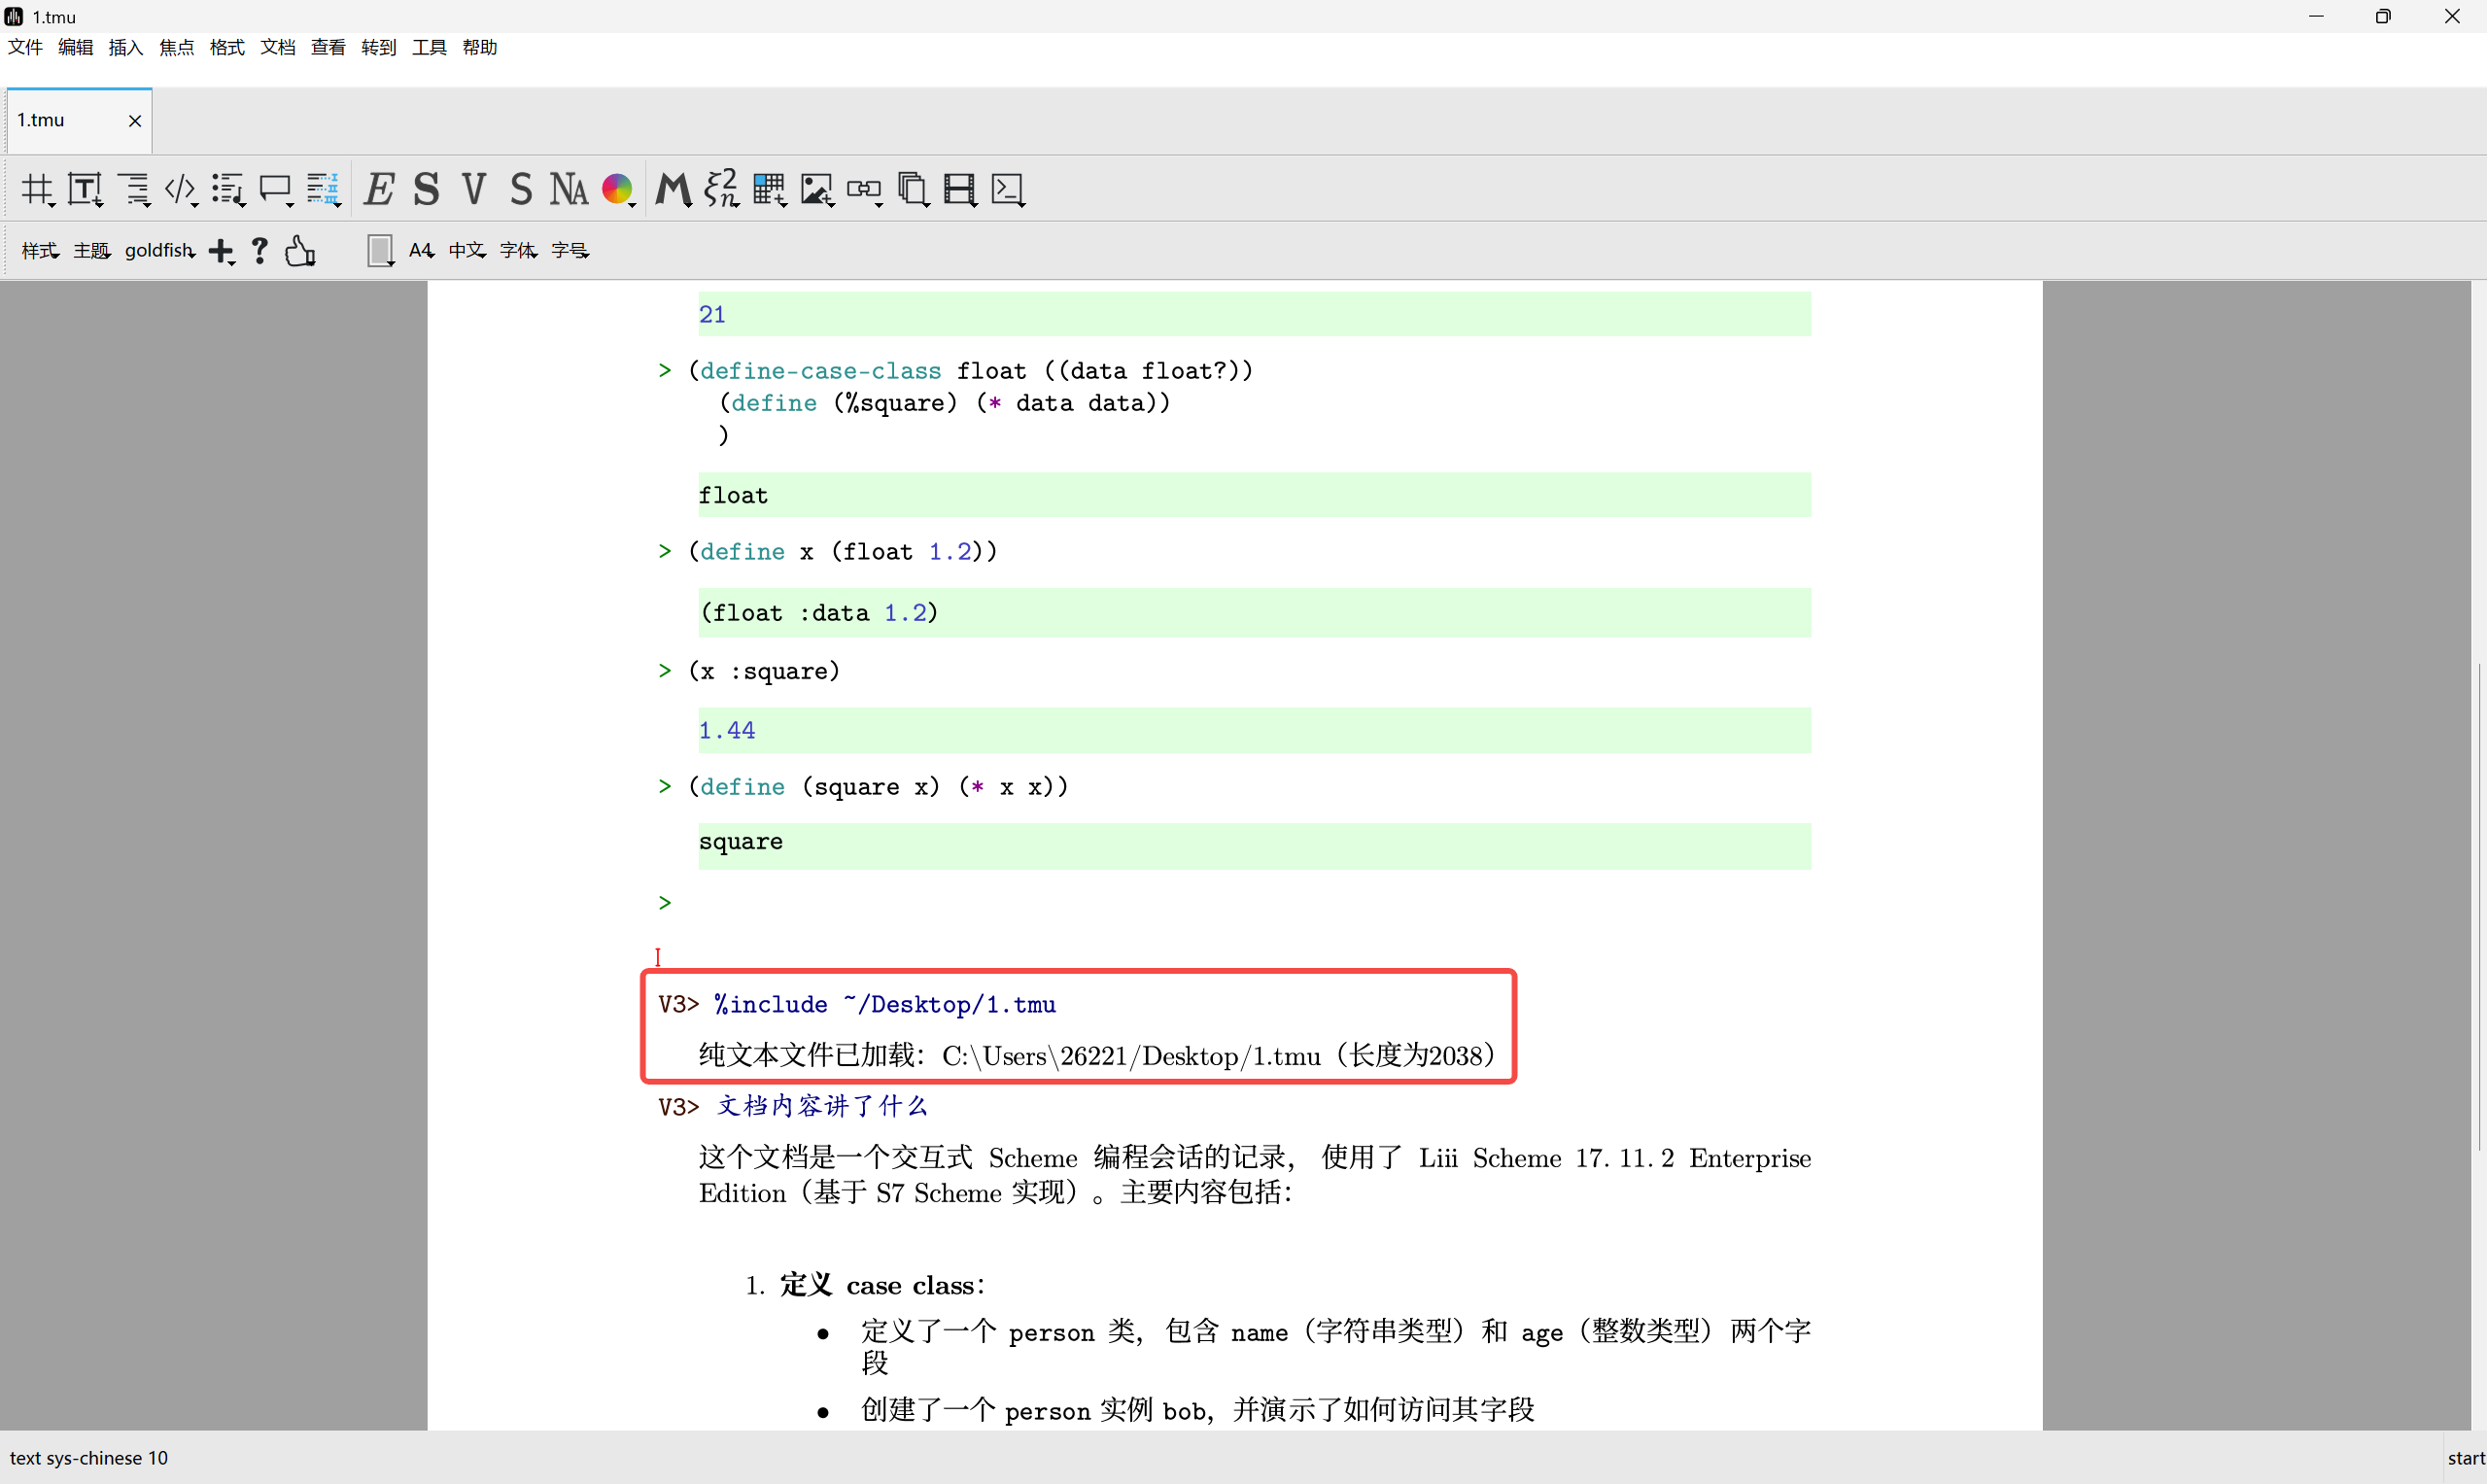 1.tmu
文件 编辑 插入 焦点 格式 文档 查看 转到 工具 帮助
1.tmu
样式 主题 goldfish A4 中文 字体 字号
21
> (define-case-class float ((data float?))
(define (%square) (* data data))
)
float
> (define x (float 1.2))
(float :data 1.2)
> (x :square)
1.44
> (define (square x) (* x x))
square
>
V3> %include ~/Desktop/1.tmu
纯文本文件已加载：C:\Users\26221/Desktop/1.tmu（长度为2038）
V3> 文档内容讲了什么
这个文档是一个交互式 Scheme 编程会话的记录，使用了 Liii Scheme 17.11.2 Enterprise
Edition（基于 S7 Scheme 实现）。主要内容包括：
1. 定义 case class：
• 定义了一个 person 类，包含 name（字符串类型）和 age（整数类型）两个字
段
• 创建了一个 person 实例 bob，并演示了如何访问其字段
text sys-chinese 10
start